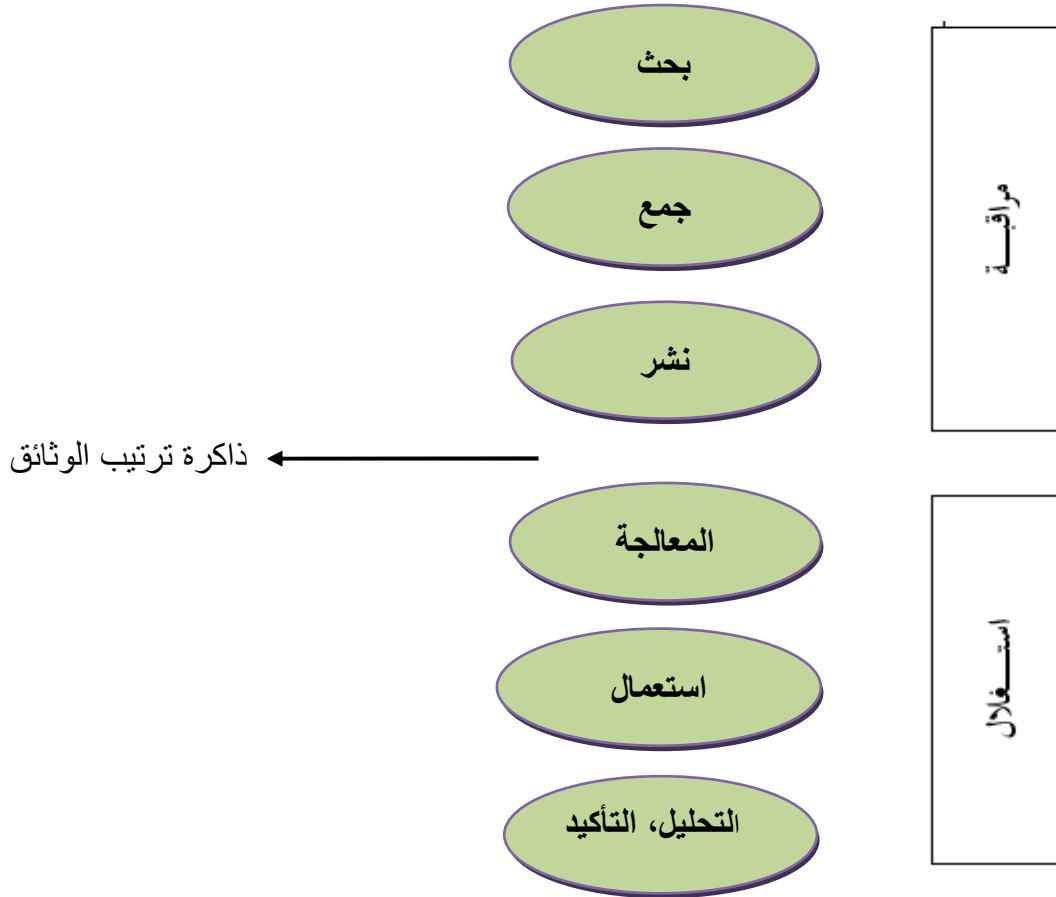 بحث
جمع
مراقبـــة
نشر
ذاكرة ترتيب الوثائق
المعالجة
استعمال
استـــغلال
التحليل، التأكيد